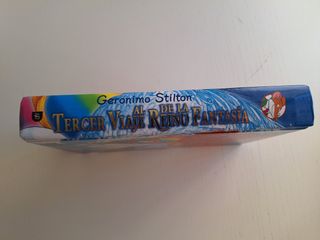 Geronimo Stilton
TERCER VIAJE AL REINO DE LA FANTASÍA